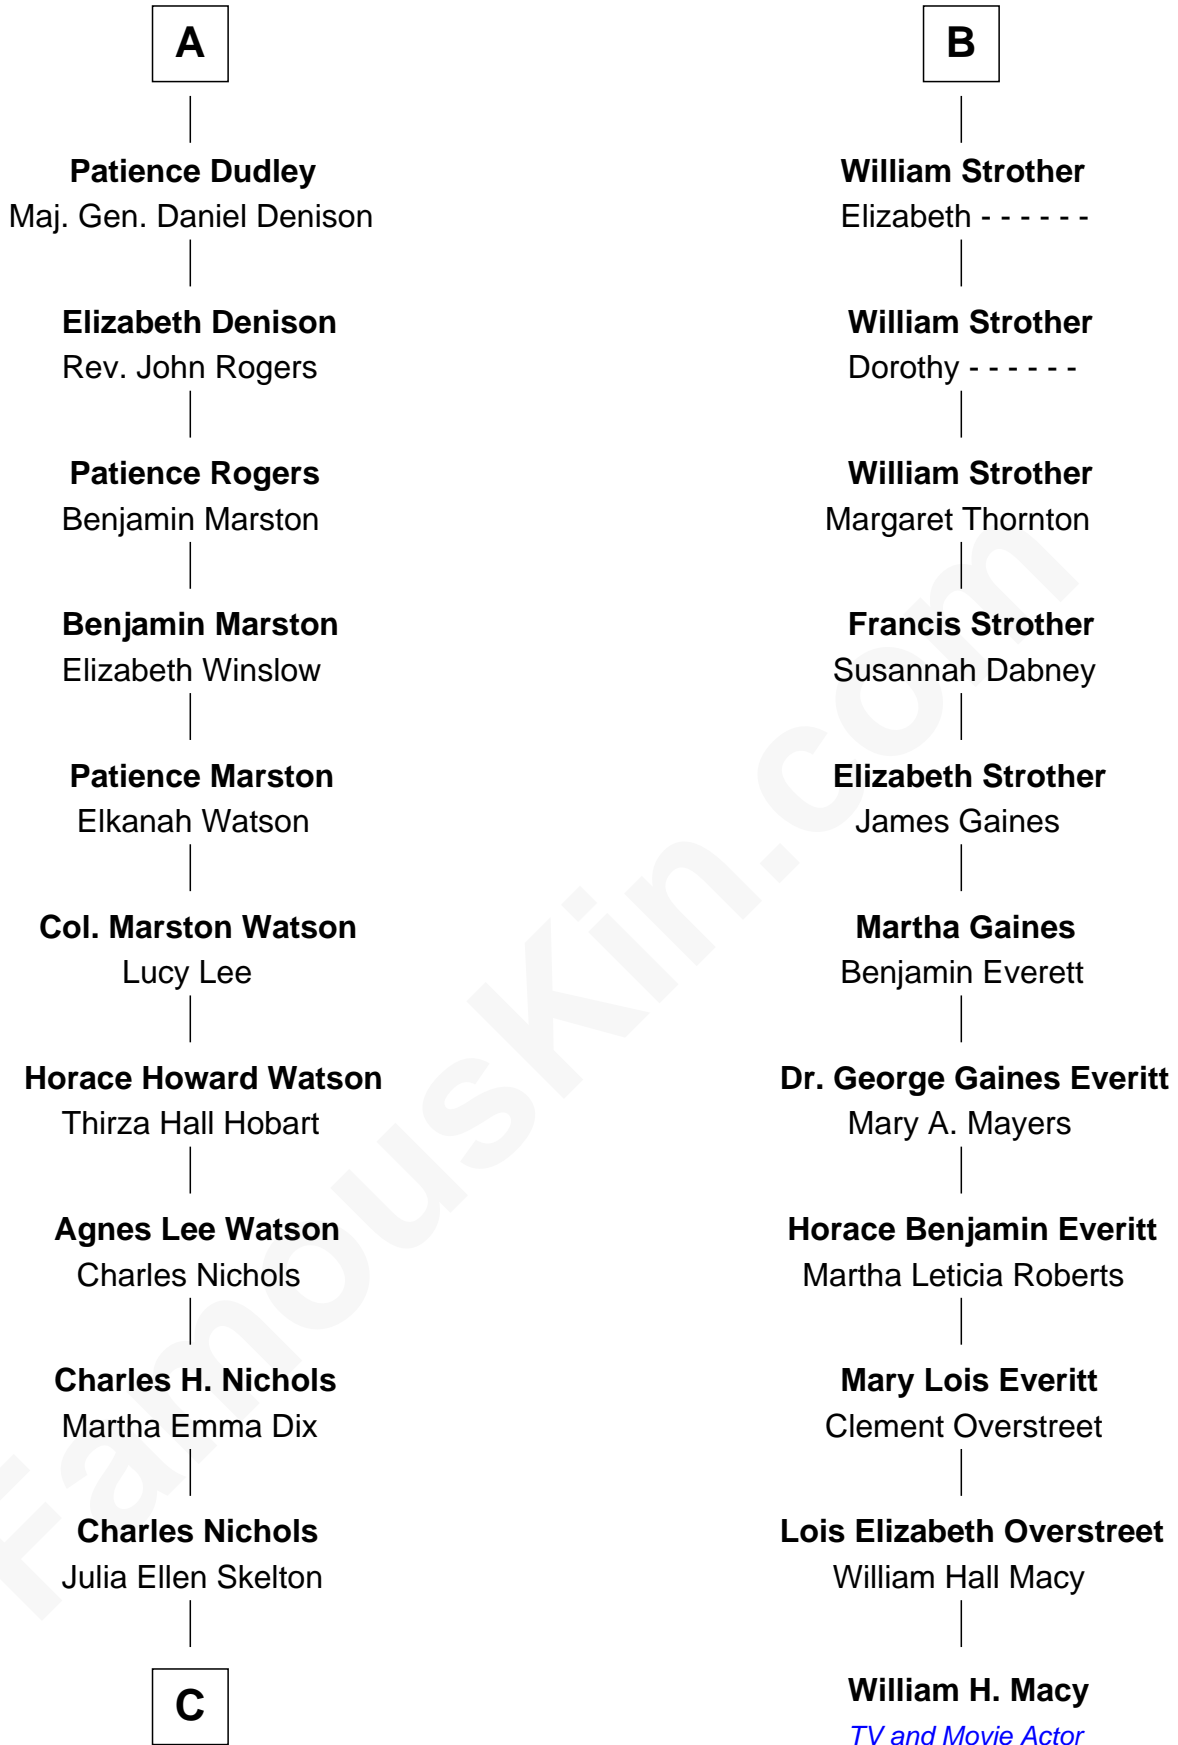 A
Patience Dudley
Maj. Gen. Daniel Denison
Elizabeth Denison
Rev. John Rogers
Patience Rogers
Benjamin Marston
Benjamin Marston
Elizabeth Winslow
Patience Marston
Elkanah Watson
Col. Marston Watson
Lucy Lee
Horace Howard Watson
Thirza Hall Hobart
Agnes Lee Watson
Charles Nichols
Charles H. Nichols
Martha Emma Dix
Charles Nichols
Julia Ellen Skelton
C
B
William Strother
Elizabeth - - - - - -
William Strother
Dorothy - - - - - -
William Strother
Margaret Thornton
Francis Strother
Susannah Dabney
Elizabeth Strother
James Gaines
Martha Gaines
Benjamin Everett
Dr. George Gaines Everitt
Mary A. Mayers
Horace Benjamin Everitt
Martha Leticia Roberts
Mary Lois Everitt
Clement Overstreet
Lois Elizabeth Overstreet
William Hall Macy
William H. Macy
TV and Movie Actor
FamousKin.com